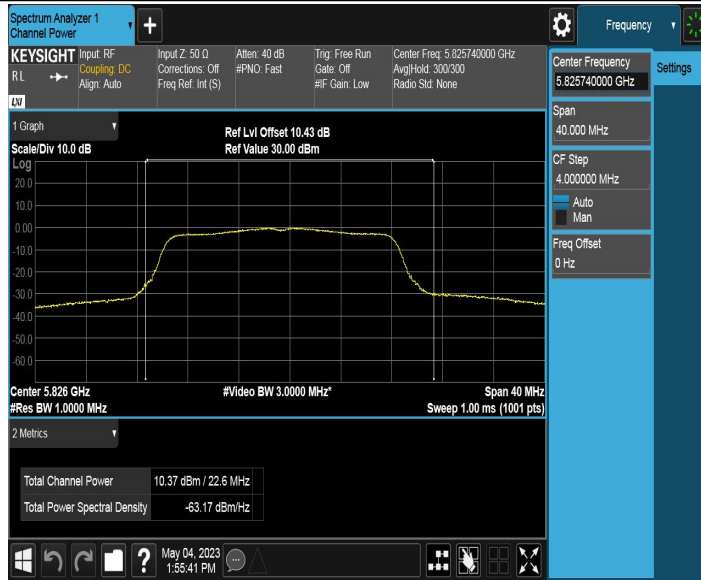 Spectrum Analyzer 1
Channel Power
+
Frequency
KEYSIGHT
RL
LXI
Input: RF
Coupling: DC
Align: Auto
Input Z: 50 Ω
Corrections: Off
Freq Ref: Int (S)
Atten: 40 dB
#PNO: Fast
Trig: Free Run
Gate: Off
#IF Gain: Low
Center Freq: 5.825740000 GHz
Avg|Hold: 300/300
Radio Std: None
Center Frequency
5.825740000 GHz
Settings
Span
40.000 MHz
CF Step
4.000000 MHz
Auto
Man
Freq Offset
0 Hz
1 Graph
Scale/Div 10.0 dB
Ref Lvl Offset 10.43 dB
Ref Value 30.00 dBm
Log
20.0
10.0
0.00
-10.0
-20.0
-30.0
-40.0
-50.0
-60.0
Center 5.826 GHz
#Video BW 3.0000 MHz*
Span 40 MHz
#Res BW 1.0000 MHz
Sweep 1.00 ms (1001 pts)
2 Metrics
Total Channel Power 10.37 dBm / 22.6 MHz
Total Power Spectral Density -63.17 dBm/Hz
?
May 04, 2023
1:55:41 PM